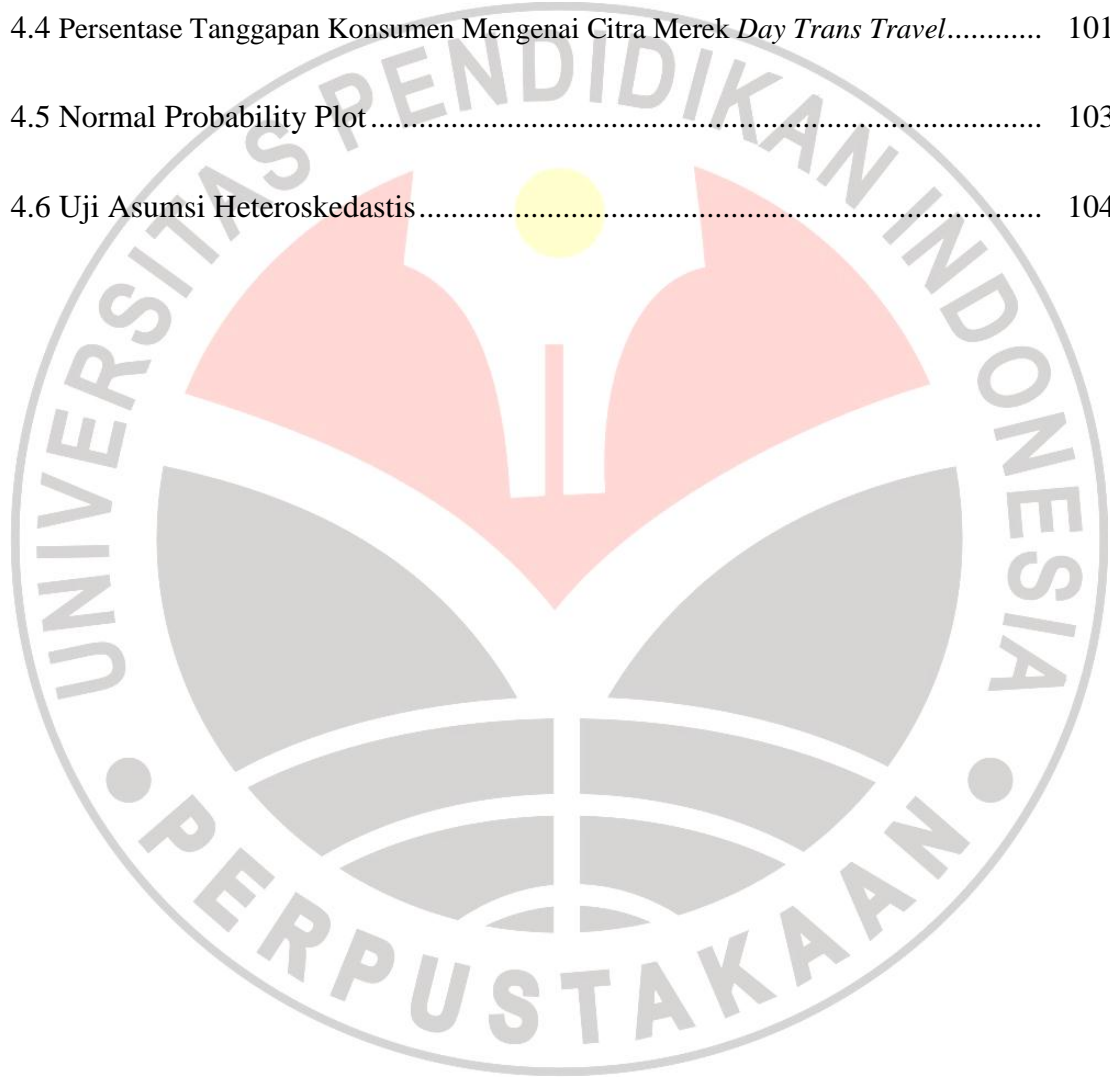 4.4 Persentase Tanggapan Konsumen Mengenai Citra Merek Day Trans Travel............ 101
4.5 Normal Probability Plot.................................................................................... 103
4.6 Uji Asumsi Heteroskedastis.............................................................................. 104
UNIVERSITAS PENDIDIKAN INDONESIA
PERPUSTAKAAN